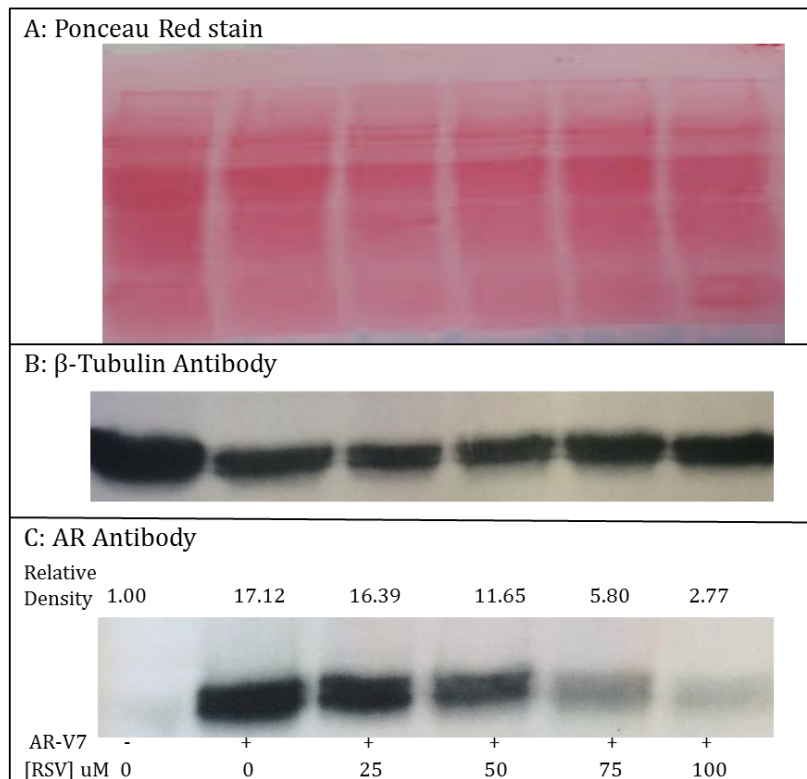 A: Ponceau Red stain
B: β-Tubulin Antibody
C: AR Antibody
Relative
Density 1.00 17.12 16.39 11.65 5.80 2.77
AR-V7 - + + + + +
[RSV] uM 0 0 25 50 75 100